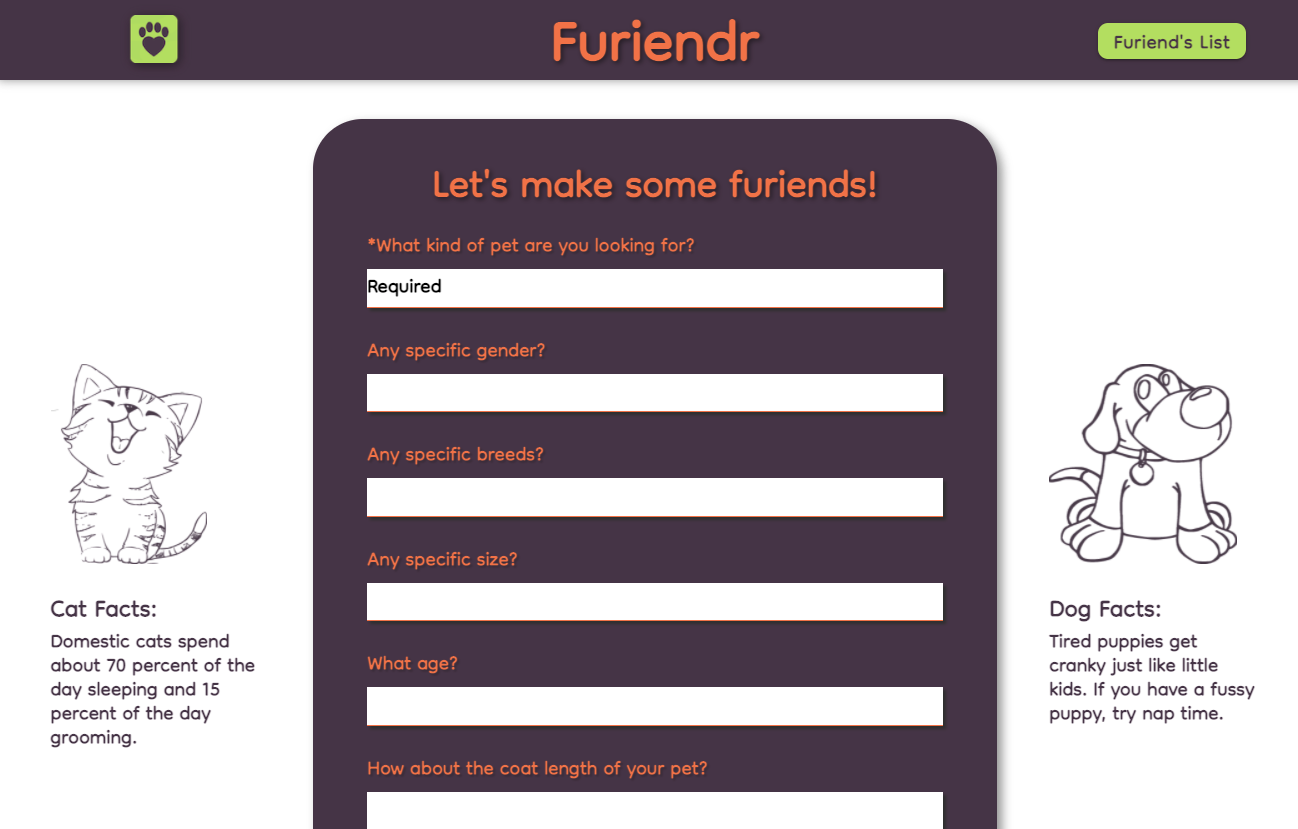 Furiendr
Furiend's List
Let's make some furiends!
*What kind of pet are you looking for?
Required
Any specific gender?
Any specific breeds?
Any specific size?
What age?
How about the coat length of your pet?
Cat Facts:
Domestic cats spend
about 70 percent of the
day sleeping and 15
percent of the day
grooming.
Dog Facts:
Tired puppies get
cranky just like little
kids. If you have a fussy
puppy, try nap time.